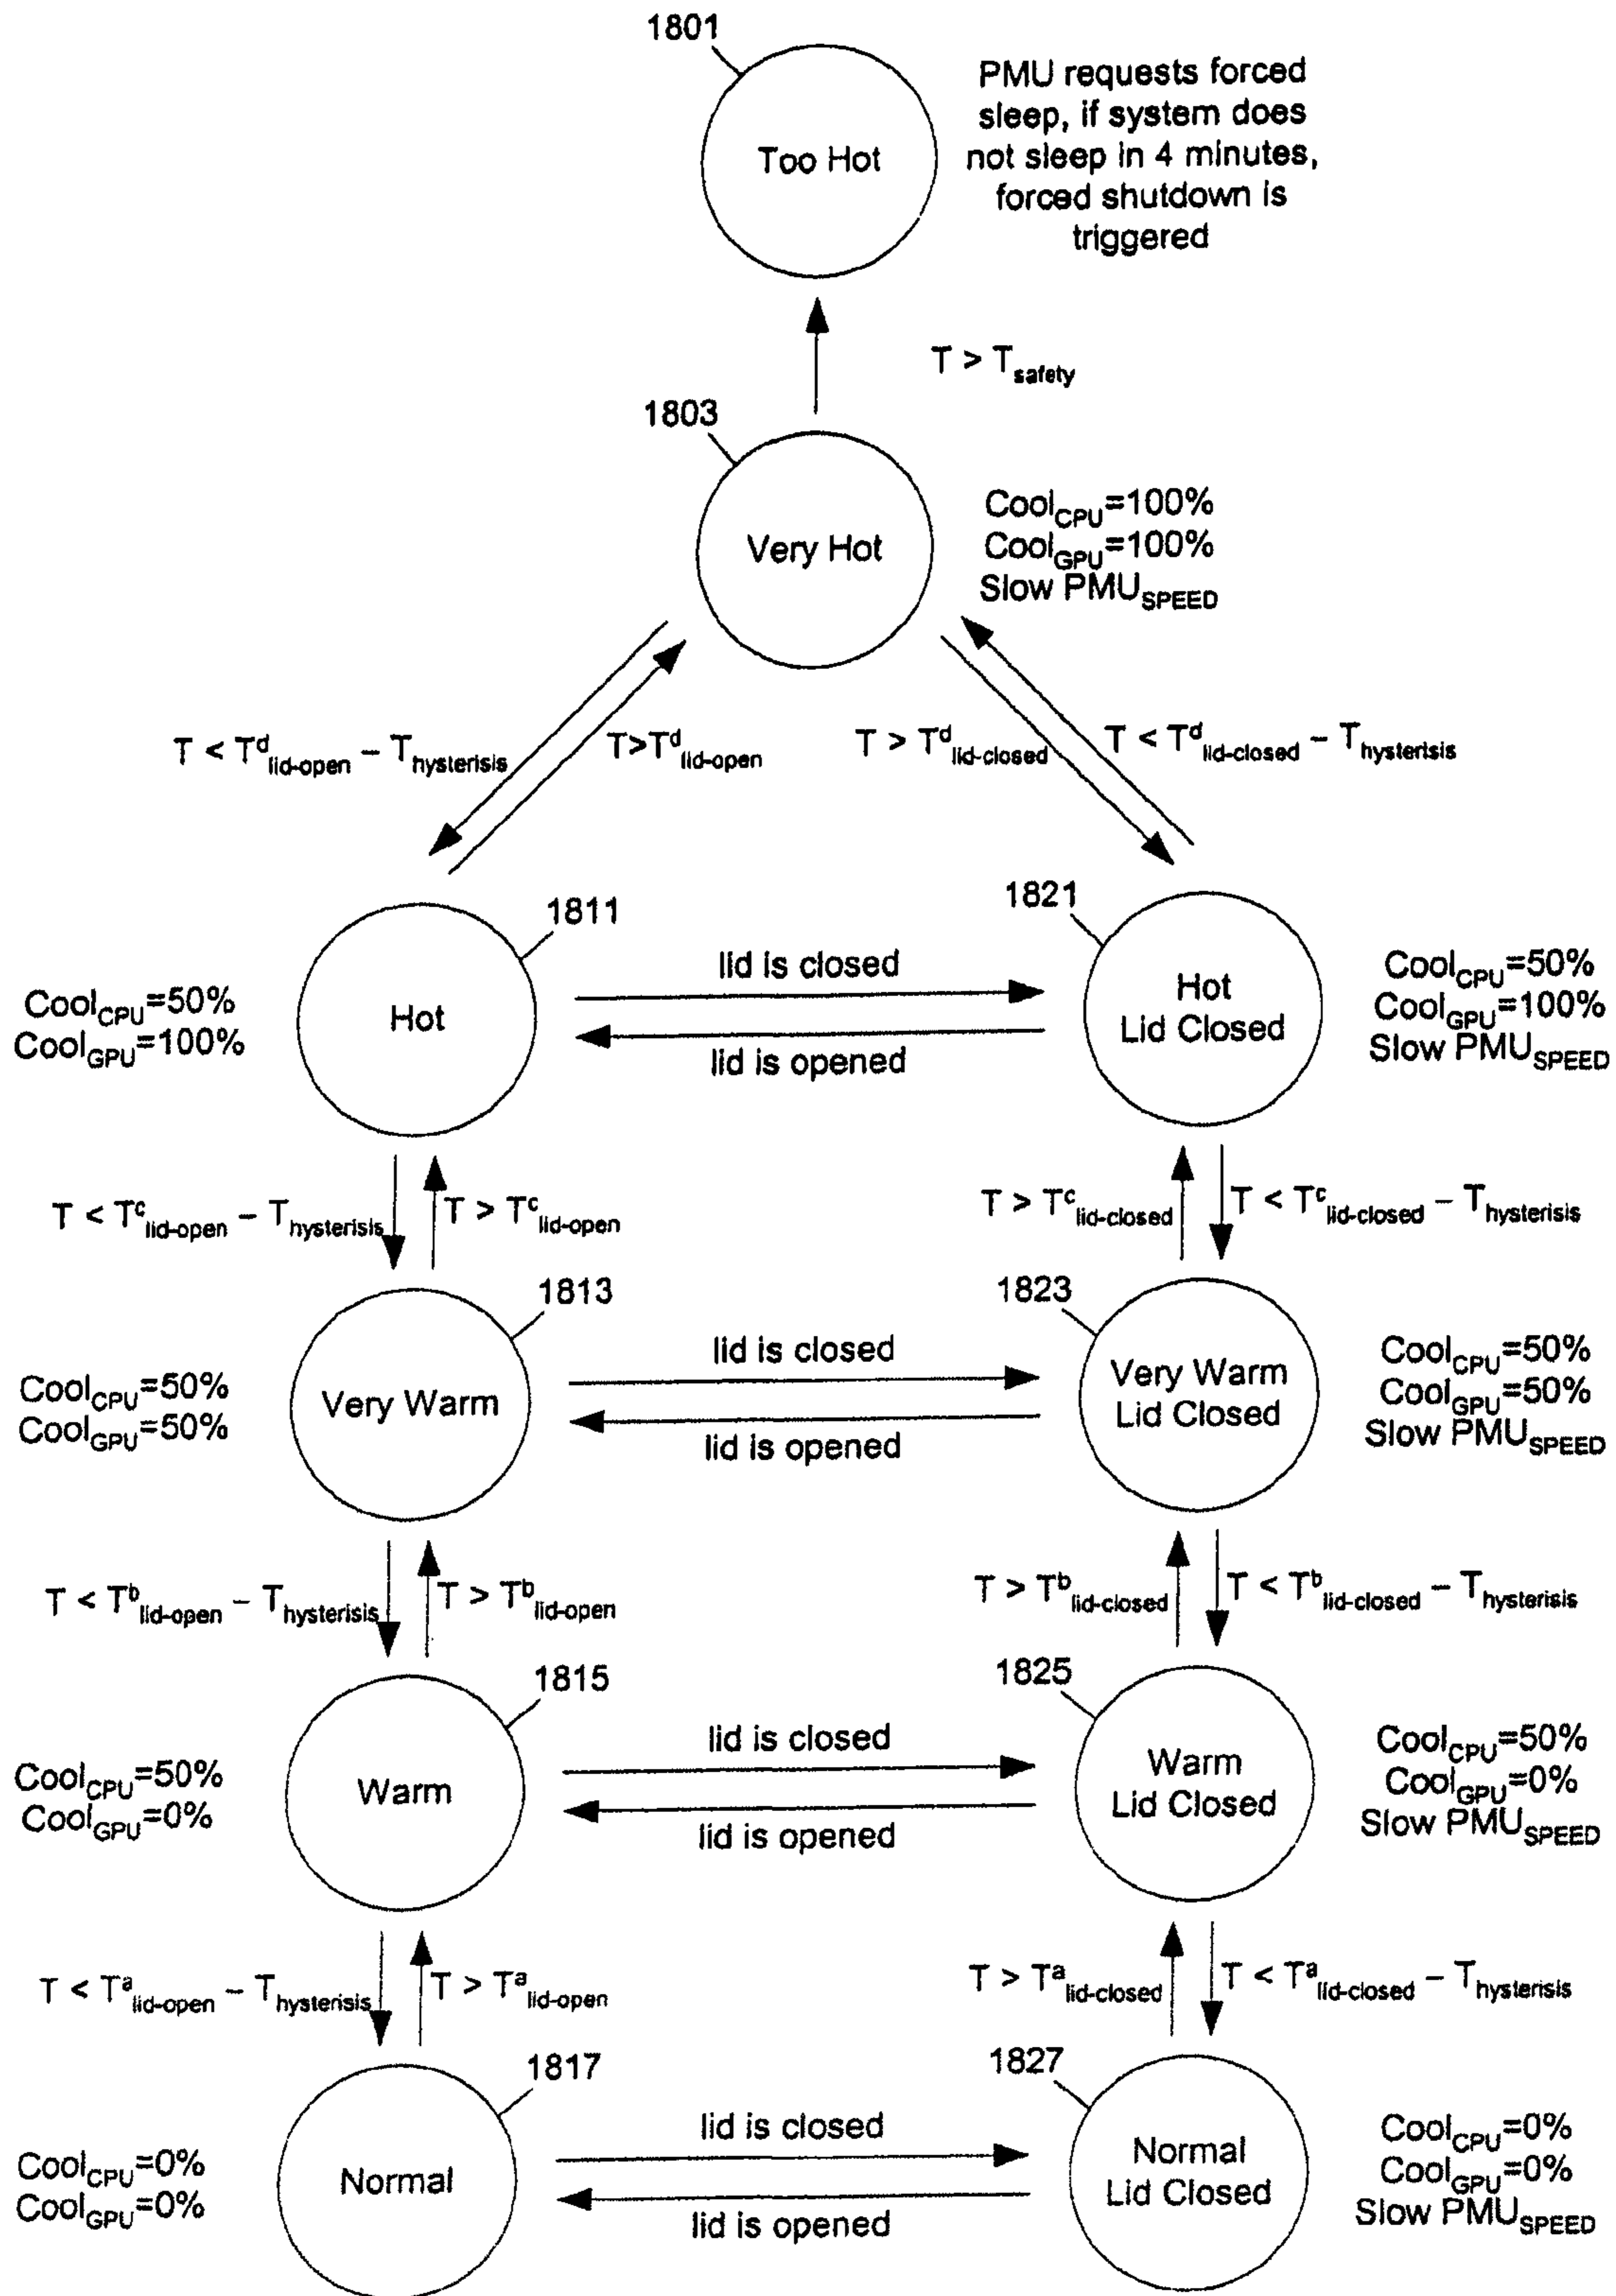 1801
Too Hot
PMU requests forced
sleep, if system does
not sleep in 4 minutes,
forced shutdown is
triggered
T > Tsafety
1803
Very Hot
CoolCPU=100%
CoolGPU=100%
Slow PMUSPEED
T < Tdlid-open – Thysterisis
T>Tdlid-open
T > Tdlid-closed
T < Tdlid-closed – Thysterisis
1811
Hot
CoolCPU=50%
CoolGPU=100%
lid is closed
lid is opened
1821
Hot
Lid Closed
CoolCPU=50%
CoolGPU=100%
Slow PMUSPEED
T < Tclid-open – Thysterisis
T > Tclid-open
T > Tclid-closed
T < Tclid-closed – Thysterisis
1813
Very Warm
CoolCPU=50%
CoolGPU=50%
lid is closed
lid is opened
1823
Very Warm
Lid Closed
CoolCPU=50%
CoolGPU=50%
Slow PMUSPEED
T < Tblid-open – Thysterisis
T > Tblid-open
T > Tblid-closed
T < Tblid-closed – Thysterisis
1815
Warm
CoolCPU=50%
CoolGPU=0%
lid is closed
lid is opened
1825
Warm
Lid Closed
CoolCPU=50%
CoolGPU=0%
Slow PMUSPEED
T < Talid-open – Thysterisis
T > Talid-open
T > Talid-closed
T < Talid-closed – Thysterisis
1817
Normal
CoolCPU=0%
CoolGPU=0%
lid is closed
lid is opened
1827
Normal
Lid Closed
CoolCPU=0%
CoolGPU=0%
Slow PMUSPEED